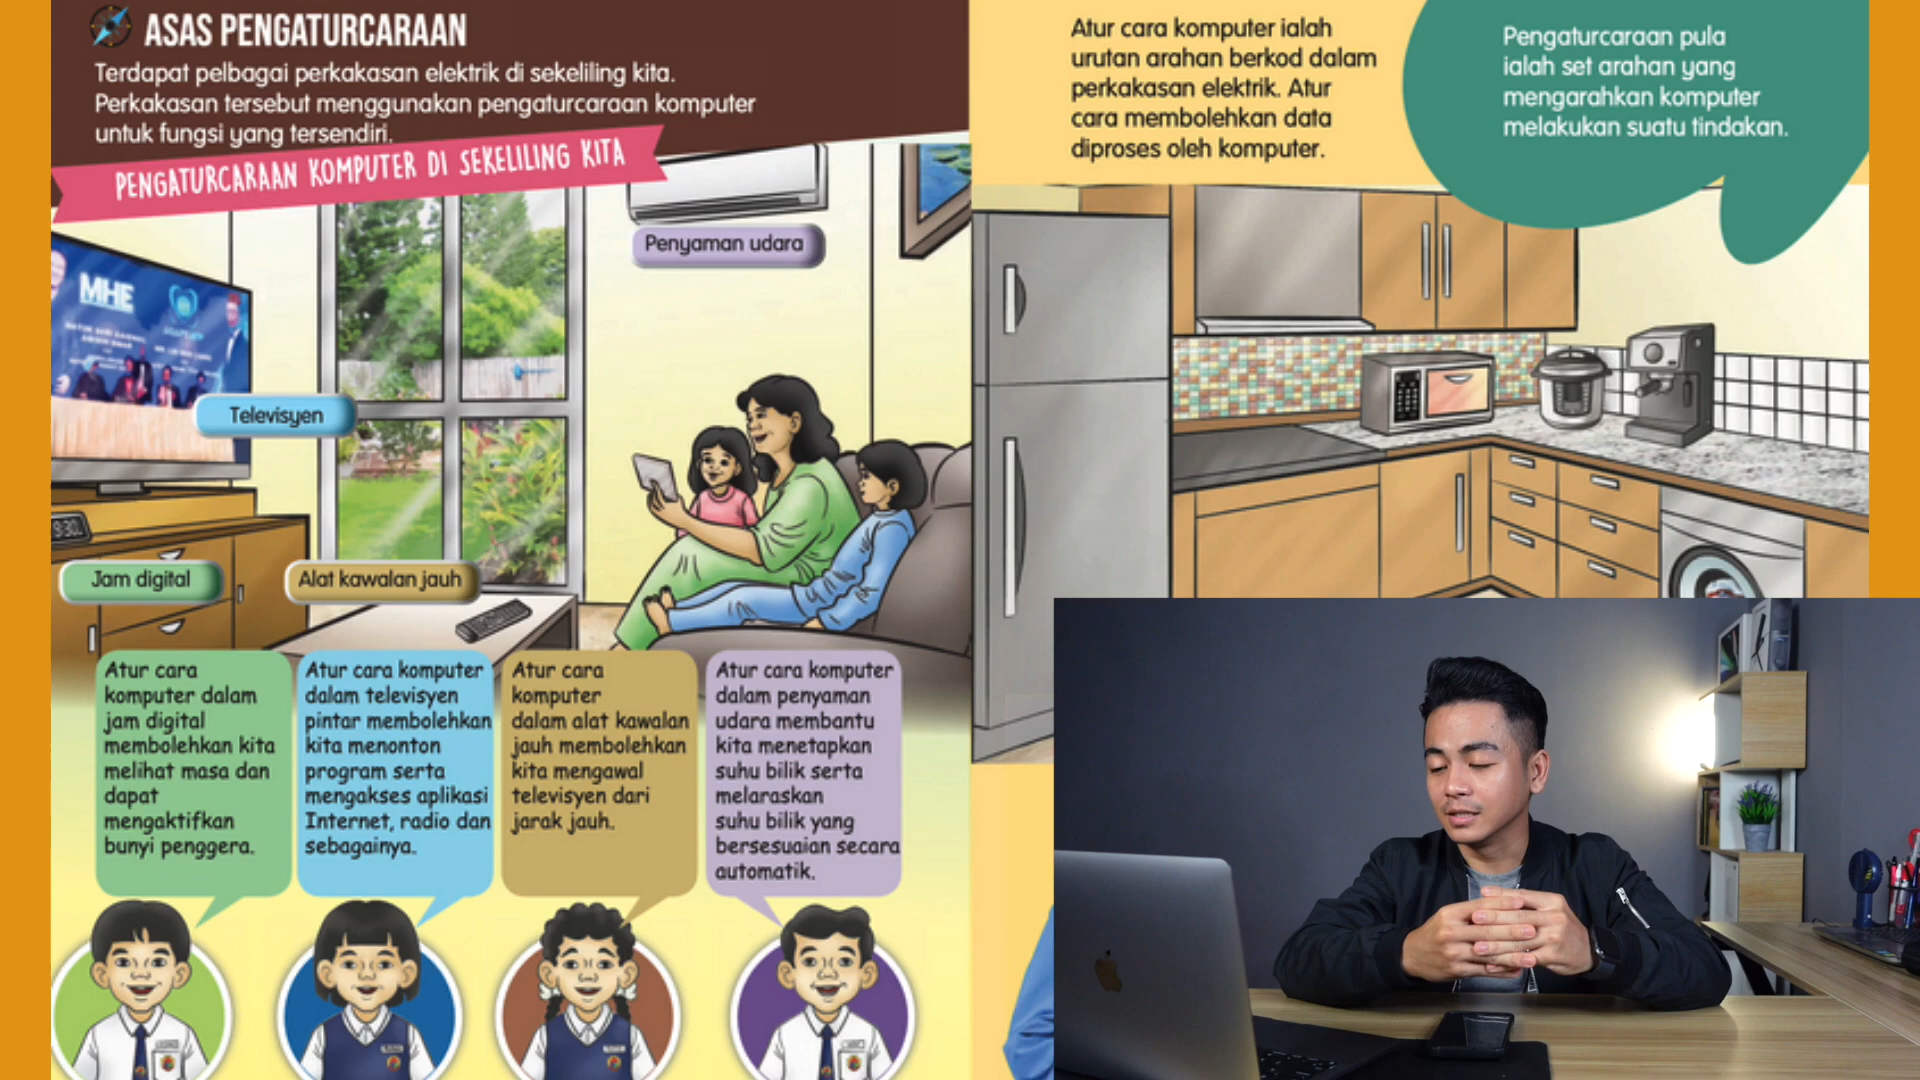 ASAS PENGATURCARAAN
Terdapat pelbagai perkakasan elektrik di sekeliling kita.
Perkakasan tersebut menggunakan pengaturcaraan komputer
untuk fungsi yang tersendiri.
PENGATURCARAAN KOMPUTER DI SEKELILING KITA
Atur cara komputer ialah
urutan arahan berkod dalam
perkakasan elektrik. Atur
cara membolehkan data
diproses oleh komputer.
Pengaturcaraan pula
ialah set arahan yang
mengarahkan komputer
melakukan suatu tindakan.
Penyaman udara
MHE
Televisyen
9:30
Jam digital
Alat kawalan jauh
Atur cara
komputer dalam
jam digital
membolehkan kita
melihat masa dan
dapat
mengaktifkan
bunyi penggera.
Atur cara komputer
dalam televisyen
pintar membolehkan
kita menonton
program serta
mengakses aplikasi
Internet, radio dan
sebagainya.
Atur cara
komputer
dalam alat kawalan
jauh membolehkan
kita mengawal
televisyen dari
jarak jauh.
Atur cara komputer
dalam penyaman
udara membantu
kita menetapkan
suhu bilik serta
melaraskan
suhu bilik yang
bersesuaian secara
automatik.